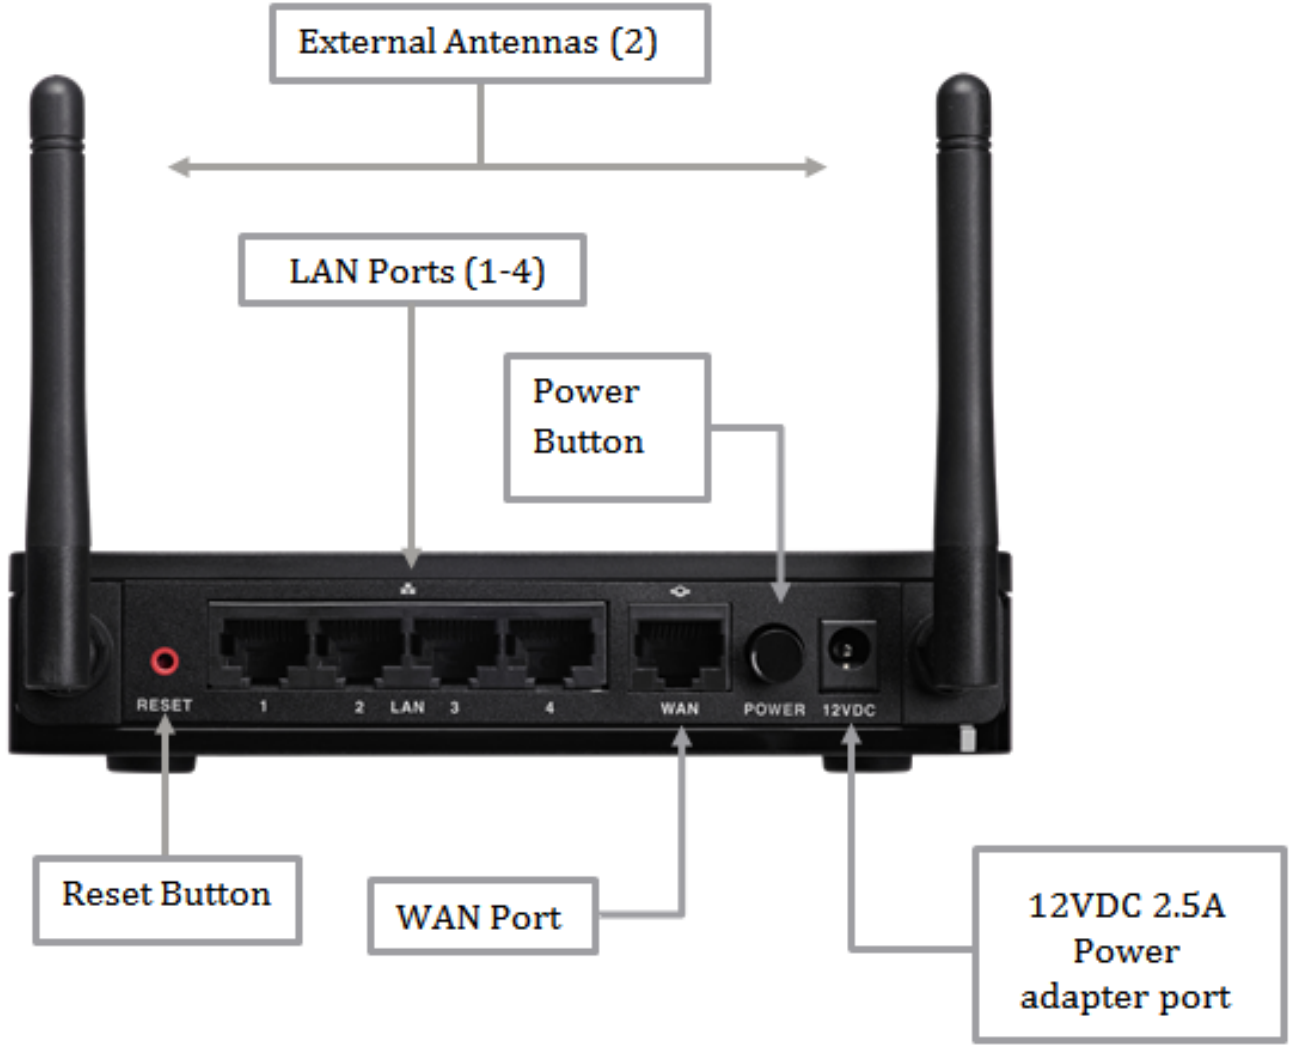 External Antennas (2)
LAN Ports (1-4)
Power
Button
RESET
1
2
LAN
3
4
WAN
POWER
12VDC
Reset Button
WAN Port
12VDC 2.5A
Power
adapter port